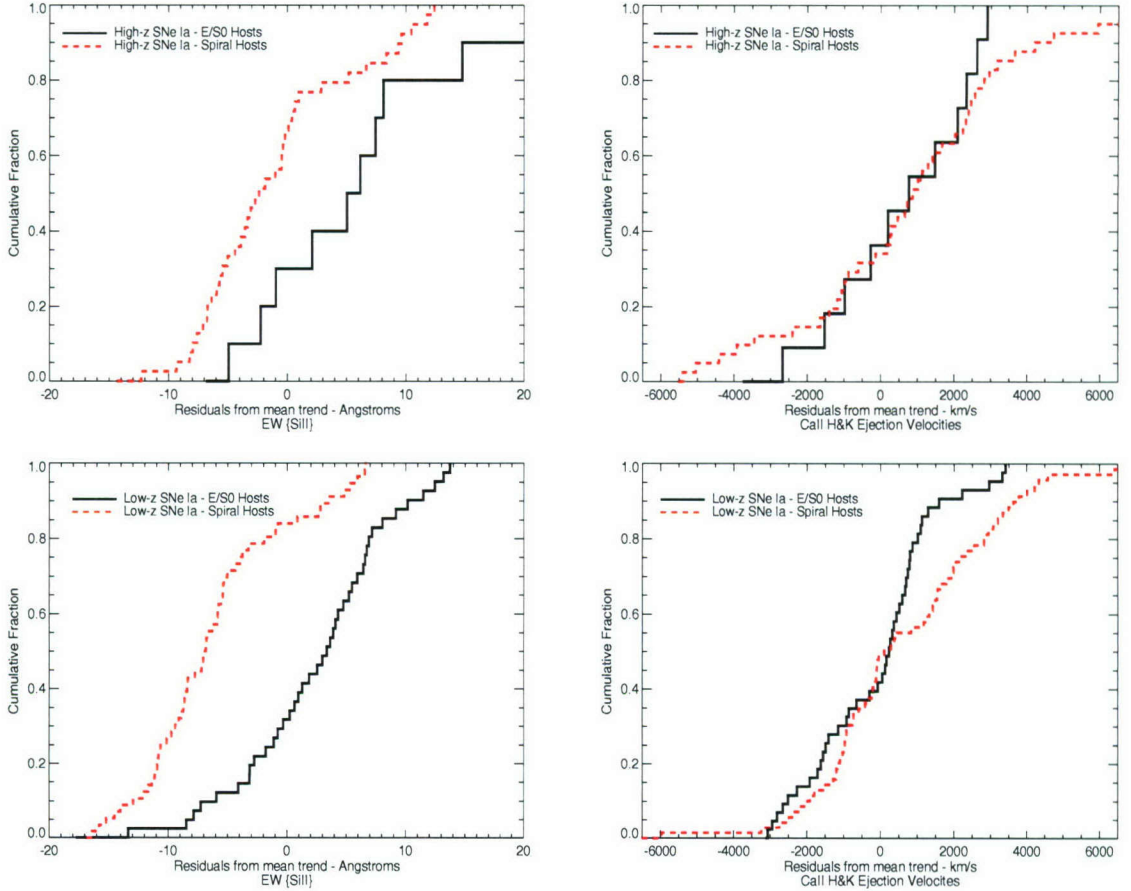 1.0
0.8
0.6
0.4
0.2
0.0
Cumulative Fraction
High-z SNe Ia - E/S0 Hosts
High-z SNe Ia - Spiral Hosts
-20 -10 0 10 20
Residuals from mean trend - Angstroms
EW {SiII}
1.0
0.8
0.6
0.4
0.2
0.0
Cumulative Fraction
High-z SNe Ia - E/S0 Hosts
High-z SNe Ia - Spiral Hosts
-6000 -4000 -2000 0 2000 4000 6000
Residuals from mean trend - km/s
CaII H&K Ejection Velocities
1.0
0.8
0.6
0.4
0.2
0.0
Cumulative Fraction
Low-z SNe Ia - E/S0 Hosts
Low-z SNe Ia - Spiral Hosts
-20 -10 0 10 20
Residuals from mean trend - Angstroms
EW {SiII}
1.0
0.8
0.6
0.4
0.2
0.0
Cumulative Fraction
Low-z SNe Ia - E/S0 Hosts
Low-z SNe Ia - Spiral Hosts
-6000 -4000 -2000 0 2000 4000 6000
Residuals from mean trend - km/s
CaII H&K Ejection Velocites